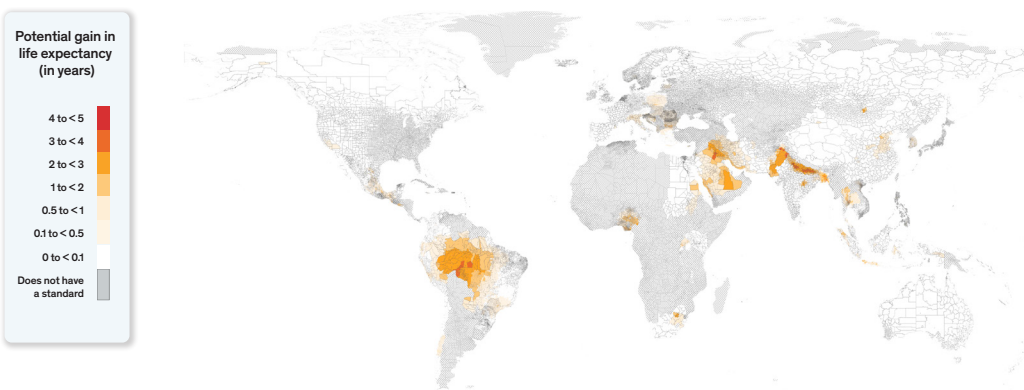 Potential gain in
life expectancy
(in years)
4 to < 5
3 to < 4
2 to < 3
1 to < 2
0.5 to < 1
0.1 to < 0.5
0 to < 0.1
Does not have
a standard